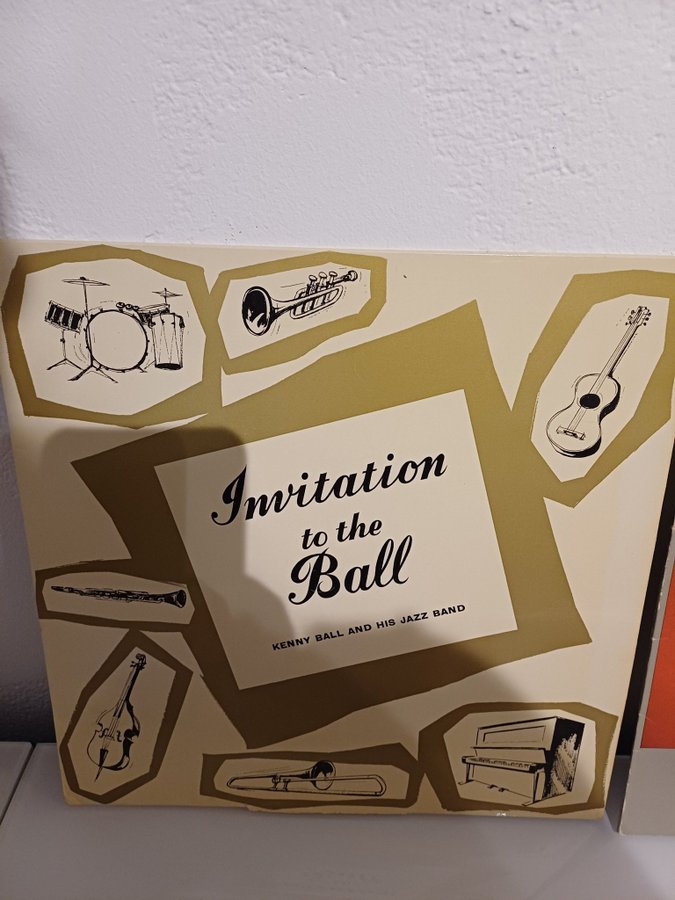 Invitation
to the
Ball
KENNY BALL AND HIS JAZZ BAND